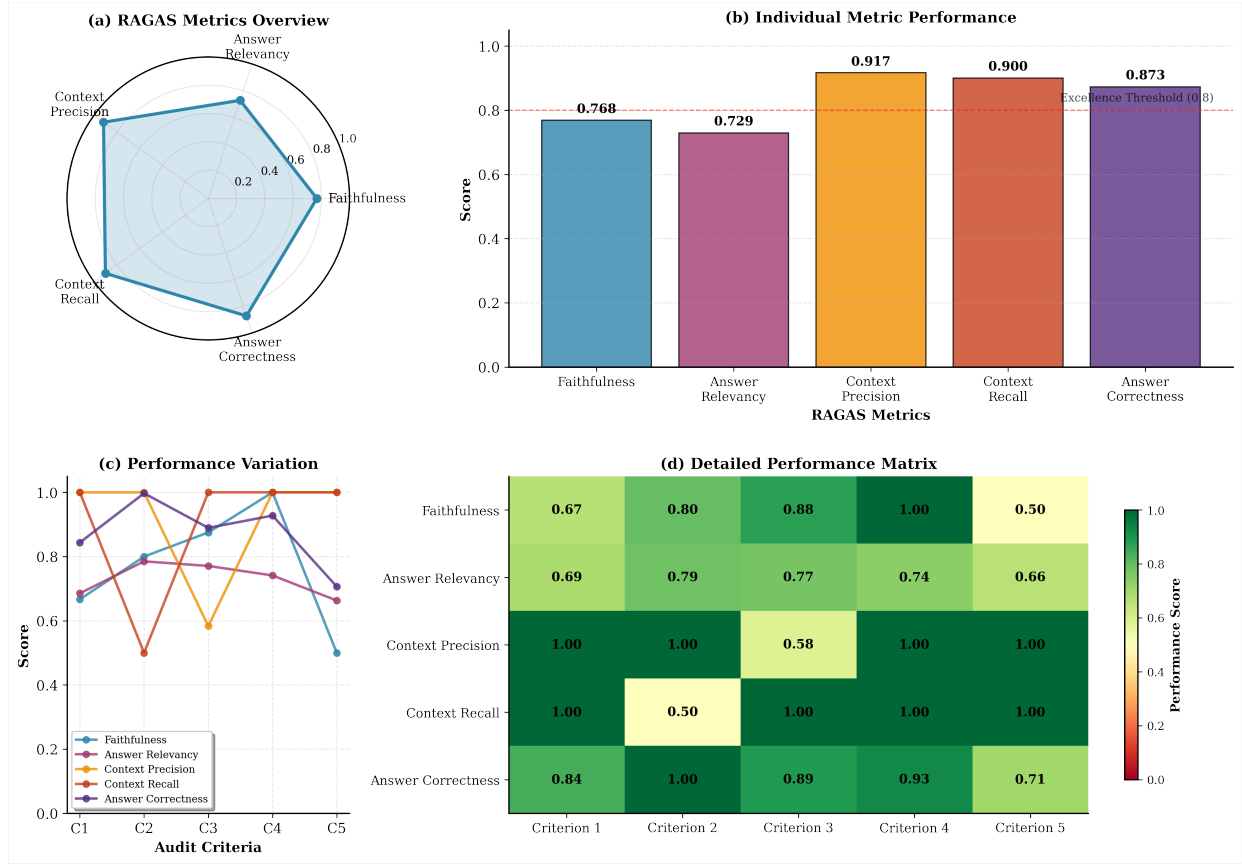 (a) RAGAS Metrics Overview
Answer
Relevancy
Context
Precision
1.0
0.8
0.6
0.4
0.2
Faithfulness
Context
Recall
Answer
Correctness
(b) Individual Metric Performance
1.0
0.8
0.6
0.4
0.2
0.0
Score
0.768
0.729
0.917
0.900
0.873
Excellence Threshold (0.8)
Faithfulness
Answer
Relevancy
Context
Precision
Context
Recall
Answer
Correctness
RAGAS Metrics
(c) Performance Variation
1.0
0.8
0.6
0.4
0.2
0.0
Score
Faithfulness
Answer Relevancy
Context Precision
Context Recall
Answer Correctness
C1 C2 C3 C4 C5
Audit Criteria
(d) Detailed Performance Matrix
Faithfulness 0.67 0.80 0.88 1.00 0.50
Answer Relevancy 0.69 0.79 0.77 0.74 0.66
Context Precision 1.00 1.00 0.58 1.00 1.00
Context Recall 1.00 0.50 1.00 1.00 1.00
Answer Correctness 0.84 1.00 0.89 0.93 0.71
Criterion 1 Criterion 2 Criterion 3 Criterion 4 Criterion 5
1.0
0.8
0.6
0.4
0.2
0.0
Performance Score